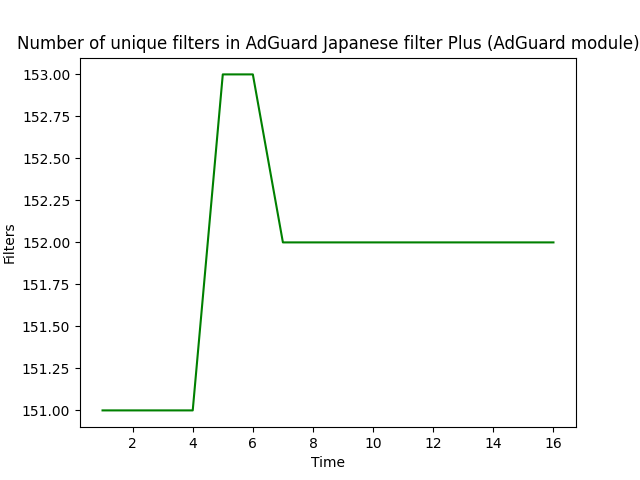 Number of unique filters in AdGuard Japanese filter Plus (AdGuard module)
153.00
152.75
152.50
152.25
152.00
151.75
151.50
151.25
151.00
Filters
2 4 6 8 10 12 14 16
Time